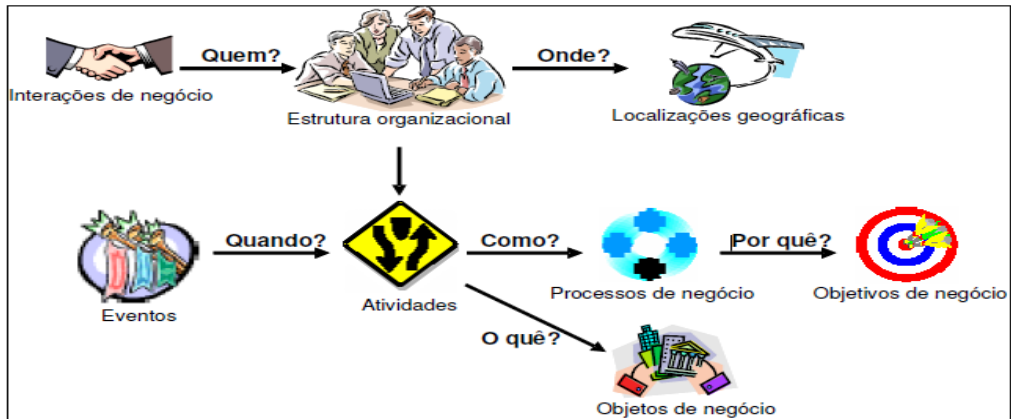 Quem?
Onde?
Interações de negócio
Estrutura organizacional
Localizações geográficas
Quando?
Como?
Por quê?
Eventos
Atividades
Processos de negócio
Objetivos de negócio
O quê?
Objetos de negócio